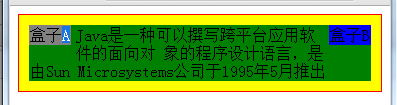 盒子A Java是一种可以撰写跨平台应用软 盒子B
件的面向对 象的程序设计语言，是
由Sun Microsystems公司于1995年5月推出